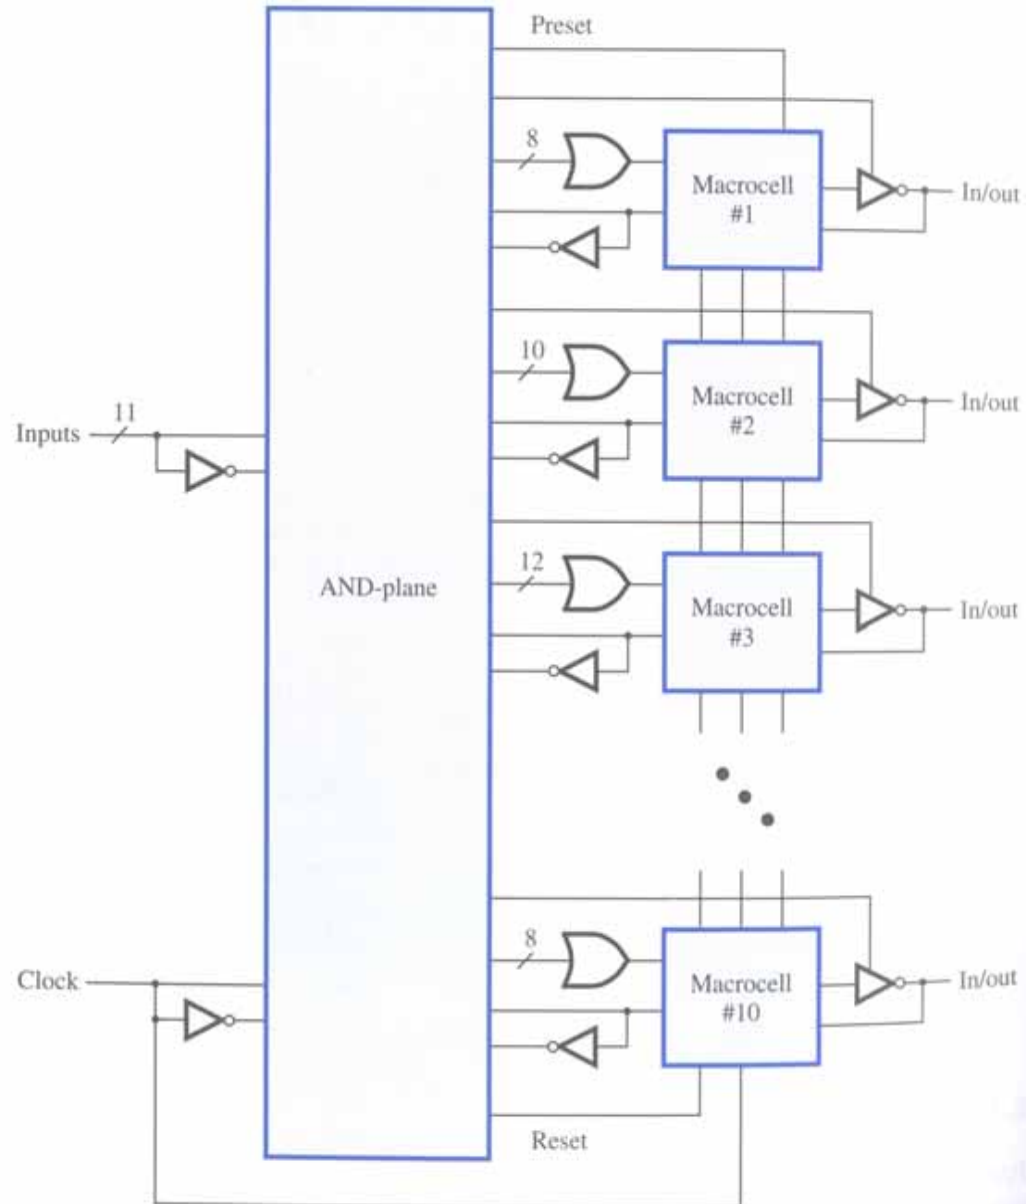 Preset
8
Macrocell
#1
In/out
10
Macrocell
#2
In/out
11
Inputs
12
AND-plane
Macrocell
#3
In/out
8
Clock
Macrocell
#10
In/out
Reset